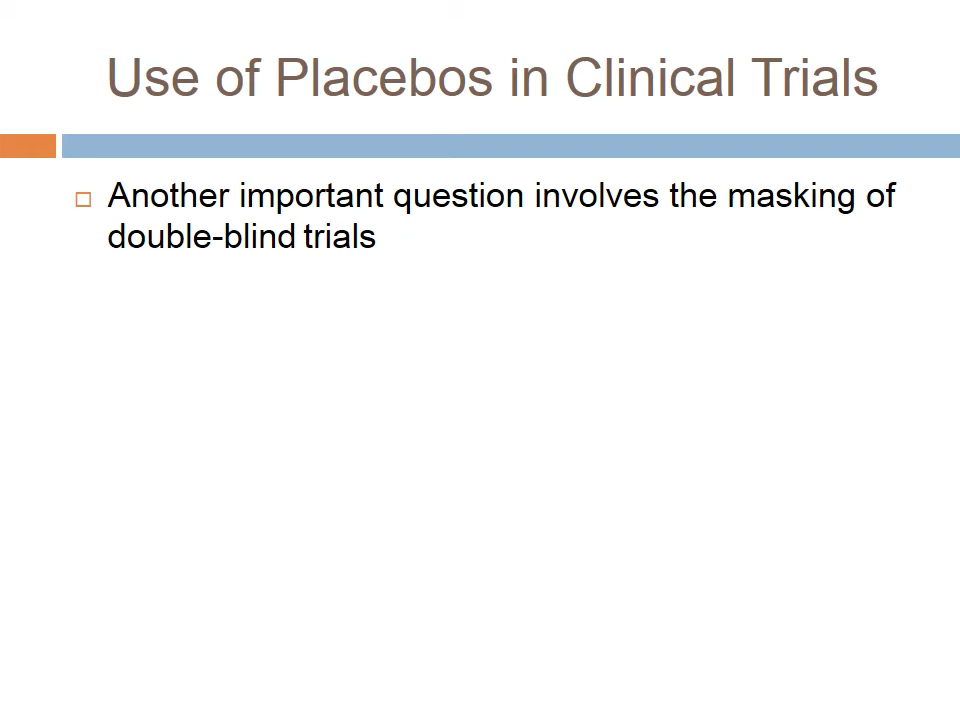 Use of Placebos in Clinical Trials
Another important question involves the masking of
double-blind trials